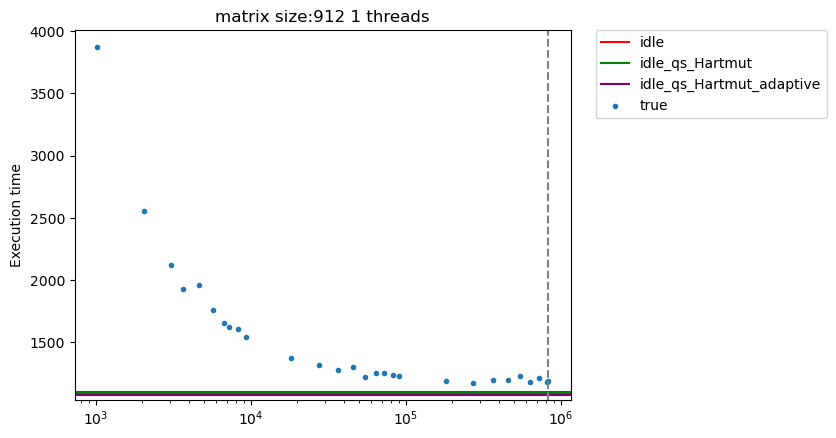 matrix size:912 1 threads
4000
3500
3000
2500
2000
1500
Execution time
10³
10⁴
10⁵
10⁶
idle
idle_qs_Hartmut
idle_qs_Hartmut_adaptive
true